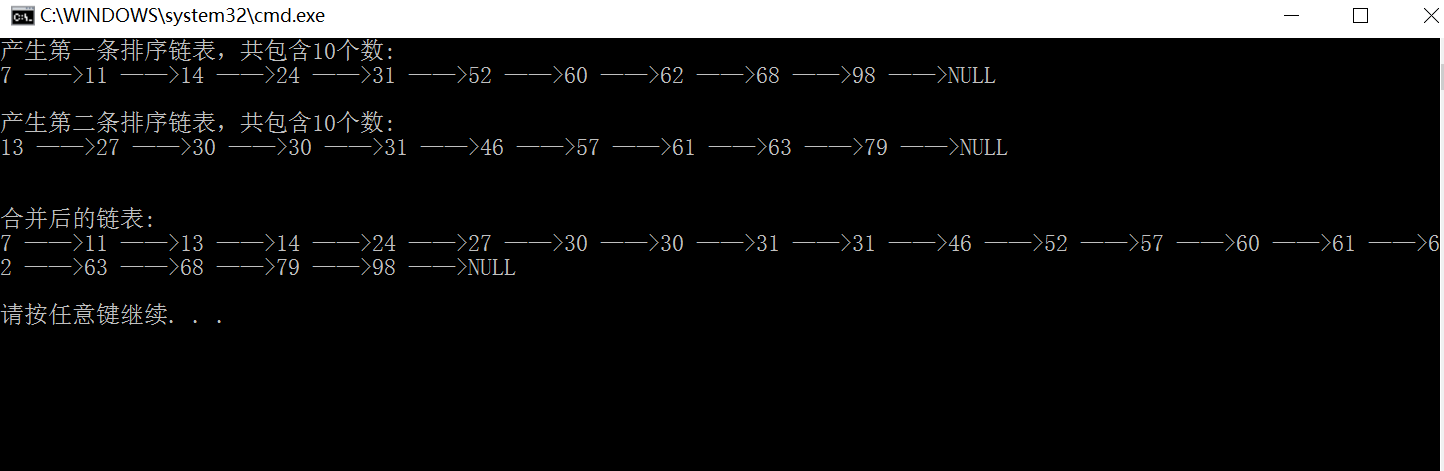 C:\WINDOWS\system32\cmd.exe
产生第一条排序链表，共包含10个数:
7 ——>11 ——>14 ——>24 ——>31 ——>52 ——>60 ——>62 ——>68 ——>98 ——>NULL
产生第二条排序链表，共包含10个数:
13 ——>27 ——>30 ——>30 ——>31 ——>46 ——>57 ——>61 ——>63 ——>79 ——>NULL
合并后的链表:
7 ——>11 ——>13 ——>14 ——>24 ——>27 ——>30 ——>30 ——>31 ——>31 ——>46 ——>52 ——>57 ——>60 ——>61 ——>6
2 ——>63 ——>68 ——>79 ——>98 ——>NULL
请按任意键继续. . .